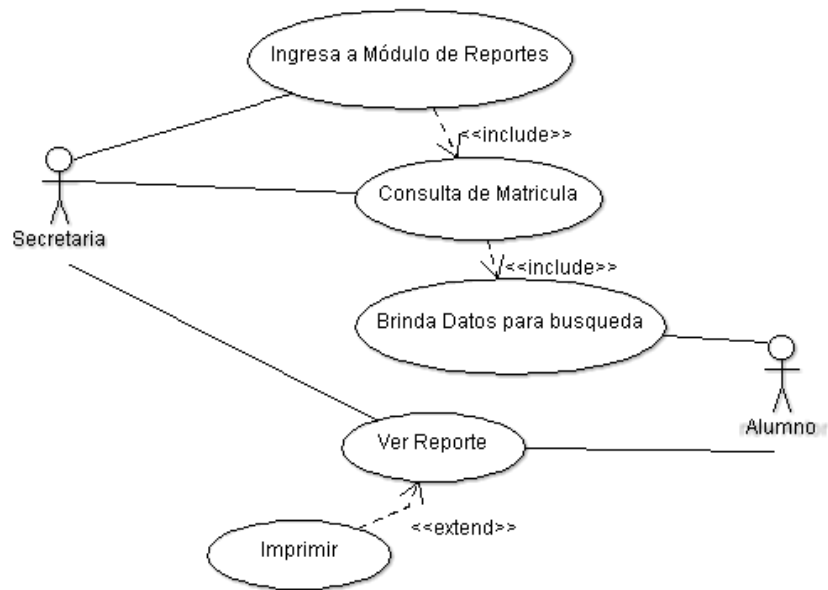 Ingresa a Módulo de Reportes
<<include>>
Consulta de Matricula
Secretaria
<<include>>
Brinda Datos para busqueda
Alumno
Ver Reporte
<<extend>>
Imprimir